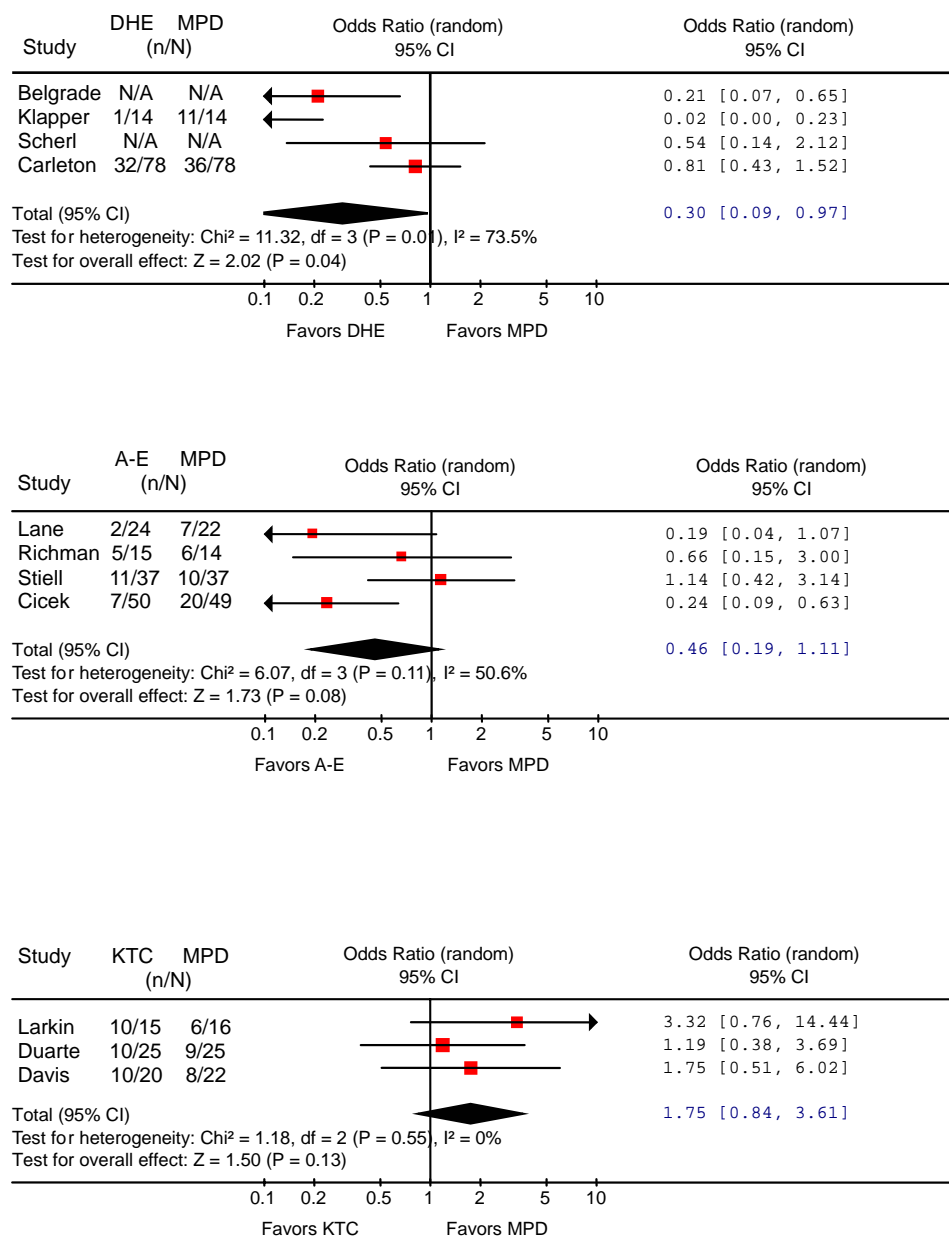 DHE MPD Odds Ratio (random) Odds Ratio (random)
Study (n/N) 95% CI 95% CI
Belgrade N/A N/A 0.21 [0.07, 0.65]
Klapper 1/14 11/14 0.02 [0.00, 0.23]
Scherl N/A N/A 0.54 [0.14, 2.12]
Carleton 32/78 36/78 0.81 [0.43, 1.52]
Total (95% CI) 0.30 [0.09, 0.97]
Test for heterogeneity: Chi² = 11.32, df = 3 (P = 0.01), I² = 73.5%
Test for overall effect: Z = 2.02 (P = 0.04)
0.1 0.2 0.5 1 2 5 10
Favors DHE Favors MPD
A-E MPD Odds Ratio (random) Odds Ratio (random)
Study (n/N) 95% CI 95% CI
Lane 2/24 7/22 0.19 [0.04, 1.07]
Richman 5/15 6/14 0.66 [0.15, 3.00]
Stiell 11/37 10/37 1.14 [0.42, 3.14]
Cicek 7/50 20/49 0.24 [0.09, 0.63]
Total (95% CI) 0.46 [0.19, 1.11]
Test for heterogeneity: Chi² = 6.07, df = 3 (P = 0.11), I² = 50.6%
Test for overall effect: Z = 1.73 (P = 0.08)
0.1 0.2 0.5 1 2 5 10
Favors A-E Favors MPD
Study KTC MPD Odds Ratio (random) Odds Ratio (random)
(n/N) 95% CI 95% CI
Larkin 10/15 6/16 3.32 [0.76, 14.44]
Duarte 10/25 9/25 1.19 [0.38, 3.69]
Davis 10/20 8/22 1.75 [0.51, 6.02]
Total (95% CI) 1.75 [0.84, 3.61]
Test for heterogeneity: Chi² = 1.18, df = 2 (P = 0.55), I² = 0%
Test for overall effect: Z = 1.50 (P = 0.13)
0.1 0.2 0.5 1 2 5 10
Favors KTC Favors MPD